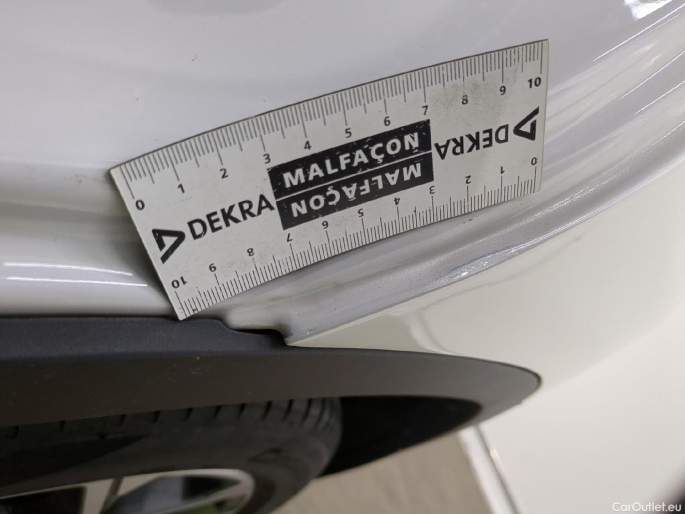 0 1 2 3 4 5 6 7 8 9 10
DEKRA MALFAÇON
MALFAÇON DEKRA
10 9 8 7 6 5 4 3 2 1 0
CarOutlet.eu